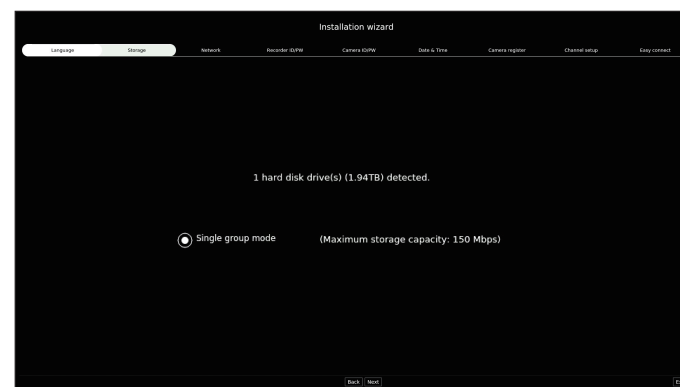 Installation wizard
Language Storage Network Recorder ID/PW Camera ID/PW Date & Time Camera register Channel setup Easy connect
1 hard disk drive(s) (1.94TB) detected.
Single group mode (Maximum storage capacity: 150 Mbps)
Back Next